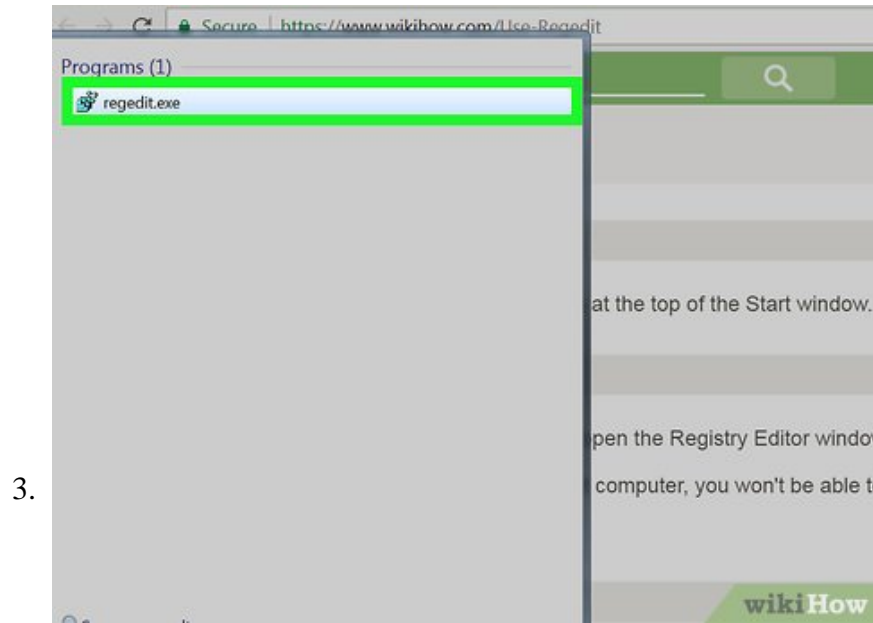 Secure | https://www.wikihow.com/Use-Regedit
Programs (1)
regedit.exe
at the top of the Start window.
pen the Registry Editor windo
3.
computer, you won't be able t
wikiHow